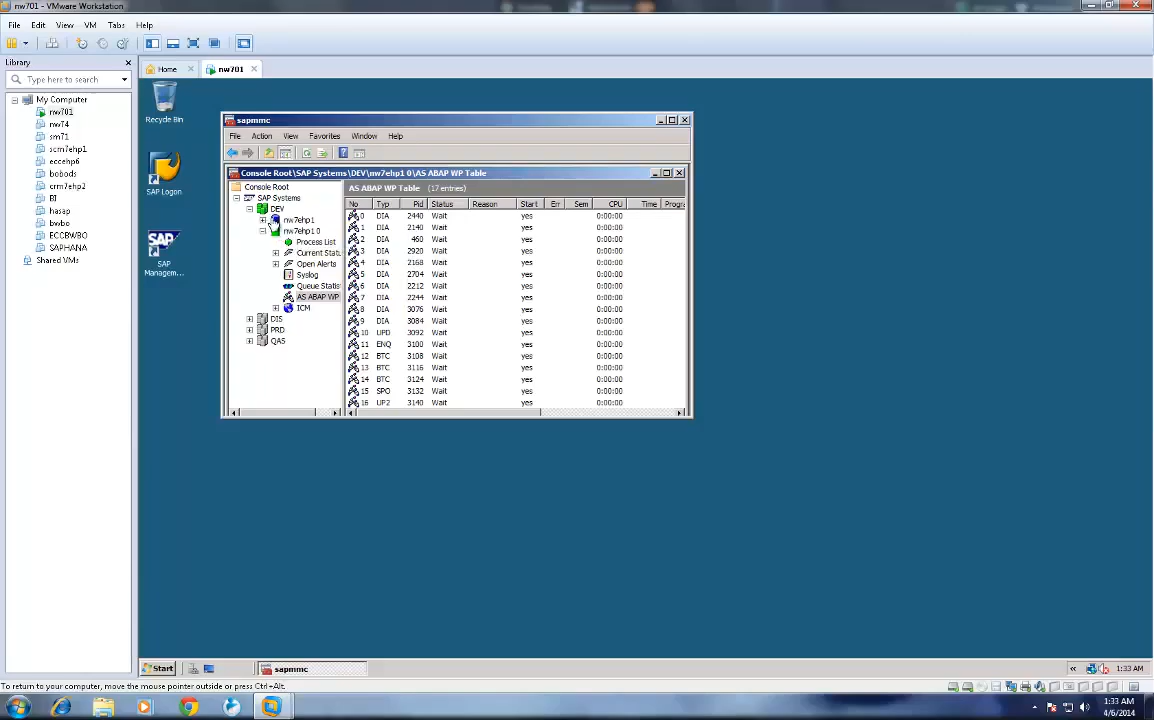 nw701 - VMware Workstation
File Edit View VM Tabs Help
Library
Type here to search
My Computer
nw701
nw74
sm71
scm7ehp1
eccehp6
bobods
crm7ehp2
BI
hasap
bwbo
ECCBWBO
SAPHANA
Shared VMs
Home
nw701
Recycle Bin
SAP Logon
SAP
Managem...
sapmmc
File Action View Favorites Window Help
Console Root\SAP Systems\DEV\nw7ehp1 0\AS ABAP WP Table
Console Root
SAP Systems
DEV
nw7ehp1
nw7ehp1 0
Process List
Current Statu
Open Alerts
Syslog
Queue Statis
AS ABAP WP
ICM
DIS
PRD
QAS
AS ABAP WP Table (17 entries)
No Typ Pid Status Reason Start Err Sem CPU Time Progra
0 DIA 2440 Wait yes 0:00:00
1 DIA 2140 Wait yes 0:00:00
2 DIA 460 Wait yes 0:00:00
3 DIA 2920 Wait yes 0:00:00
4 DIA 2168 Wait yes 0:00:00
5 DIA 2704 Wait yes 0:00:00
6 DIA 2212 Wait yes 0:00:00
7 DIA 2244 Wait yes 0:00:00
8 DIA 3076 Wait yes 0:00:00
9 DIA 3084 Wait yes 0:00:00
10 UPD 3092 Wait yes 0:00:00
11 ENQ 3100 Wait yes 0:00:00
12 BTC 3108 Wait yes 0:00:00
13 BTC 3116 Wait yes 0:00:00
14 BTC 3124 Wait yes 0:00:00
15 SPO 3132 Wait yes 0:00:00
16 UP2 3140 Wait yes 0:00:00
Start
sapmmc
1:33 AM
To return to your computer, move the mouse pointer outside or press Ctrl+Alt.
1:33 AM
4/6/2014